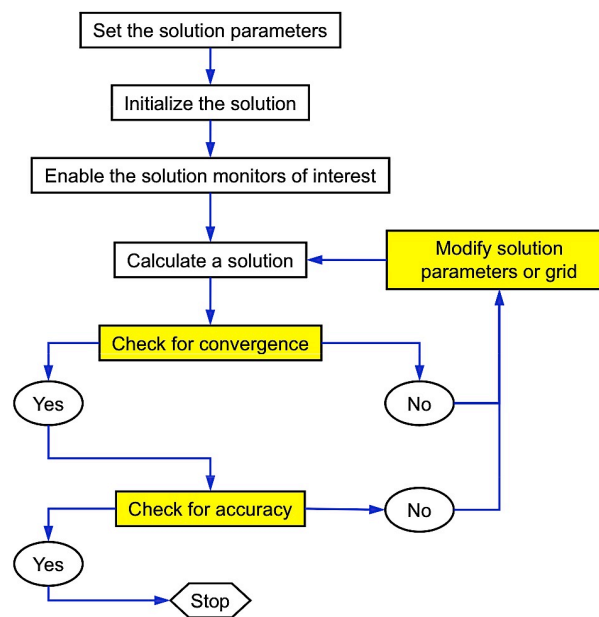 Set the solution parameters
Initialize the solution
Enable the solution monitors of interest
Calculate a solution
Modify solution
parameters or grid
Check for convergence
Yes
No
Check for accuracy
No
Yes
Stop